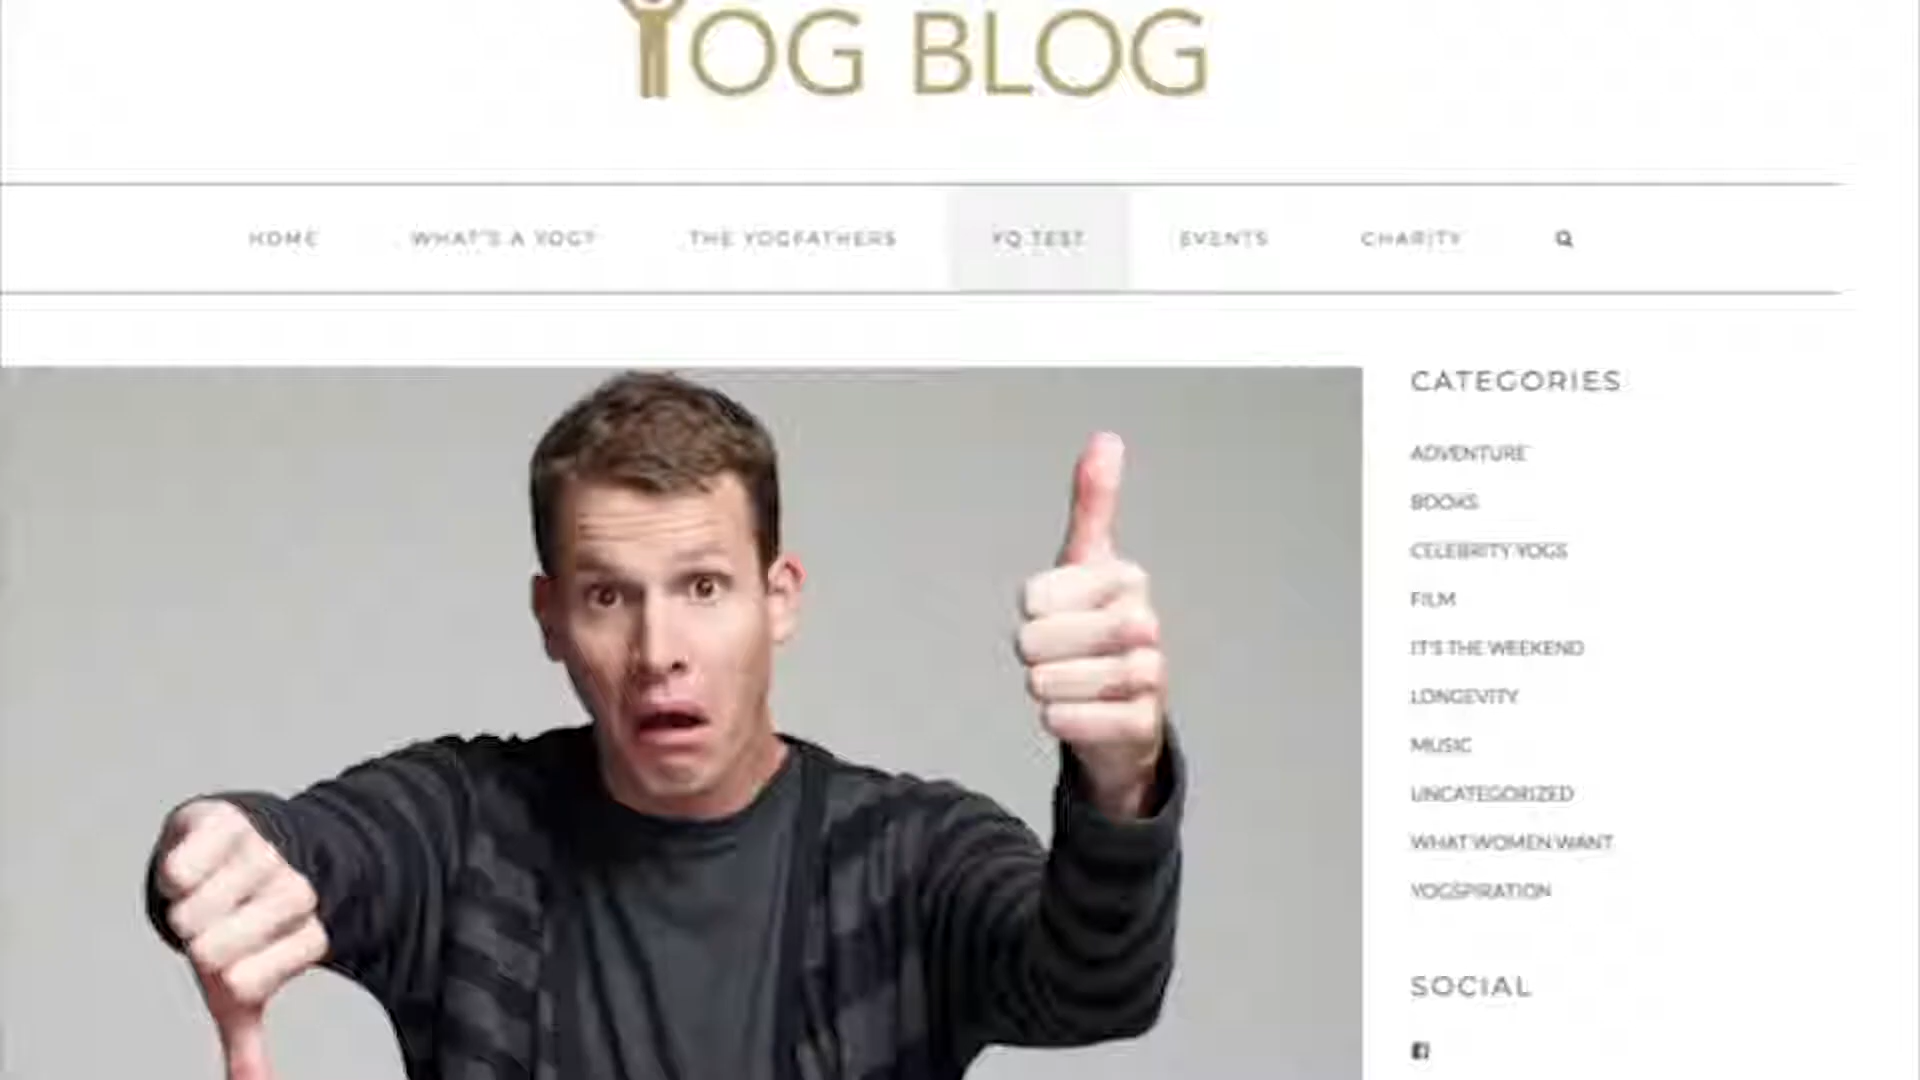 YOG BLOG
HOME WHAT'S A YOG? THE YOGFATHERS YQ TEST EVENTS CHARITY
CATEGORIES
ADVENTURE
BOOKS
CELEBRITY YOGS
FILM
IT'S THE WEEKEND
LONGEVITY
MUSIC
UNCATEGORIZED
WHAT WOMEN WANT
YOGSPIRATION
SOCIAL